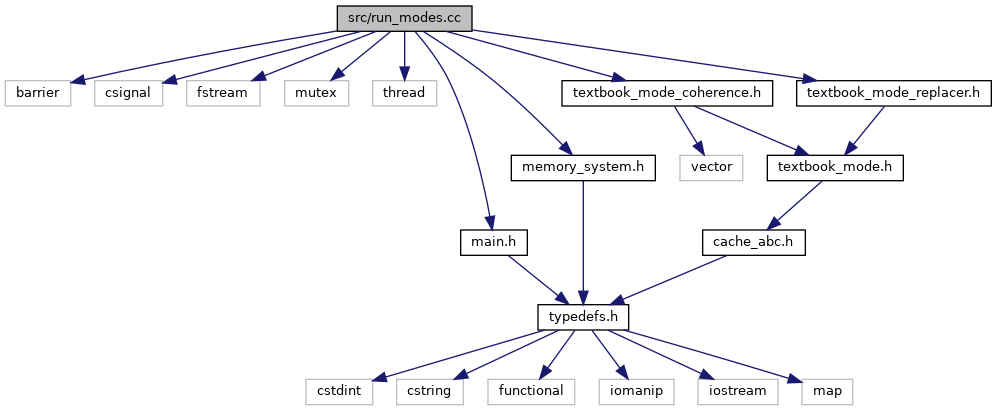 src/run_modes.cc
barrier
csignal
fstream
mutex
thread
textbook_mode_coherence.h
textbook_mode_replacer.h
memory_system.h
vector
textbook_mode.h
main.h
cache_abc.h
typedefs.h
cstdint
cstring
functional
iomanip
iostream
map